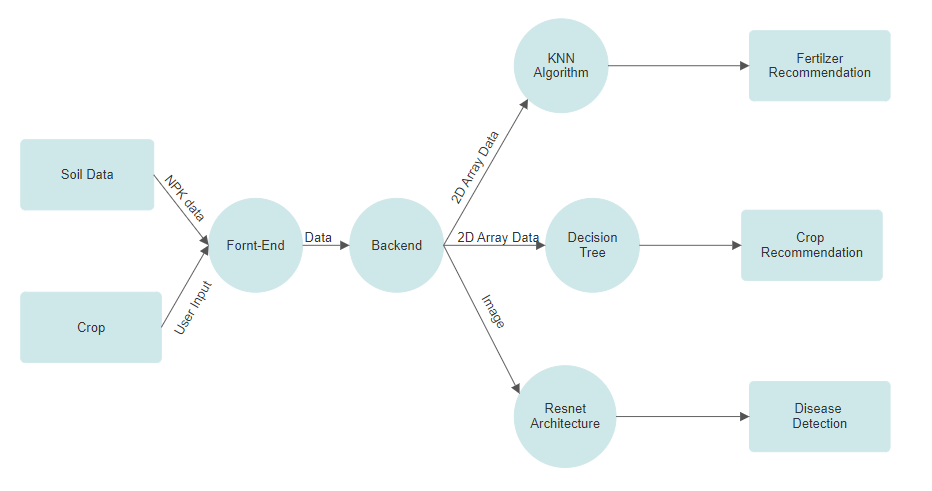 KNN
Algorithm
Fertilzer
Recommendation
2D Array Data
Soil Data
NPK data
Fornt-End
Data
Backend
2D Array Data
Decision
Tree
Crop
Recommendation
Crop
User Input
Image
Resnet
Architecture
Disease
Detection